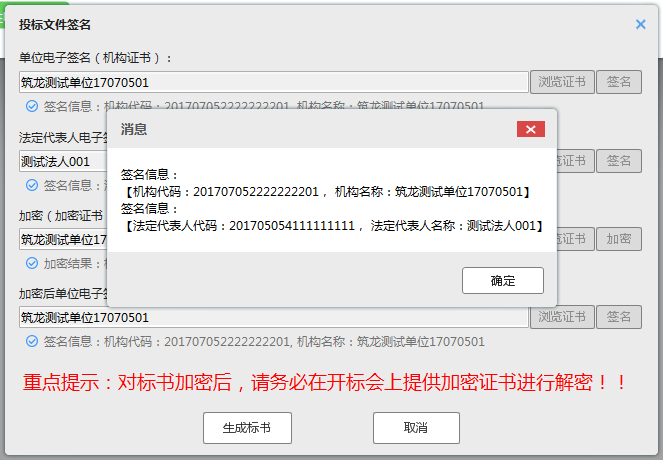 投标文件签名
单位电子签名（机构证书）：
筑龙测试单位17070501 浏览证书 签名
签名信息：机构代码：201707052222222201, 机构名称：筑龙测试单位17070501
法定代表人电子签
测试法人001 证书 签名
签名信息：
加密（加密证书
筑龙测试单位17 证书 加密
加密结果：
加密后单位电子签
筑龙测试单位17070501 浏览证书 签名
签名信息：机构代码：201707052222222201, 机构名称：筑龙测试单位17070501
消息
签名信息：
【机构代码：201707052222222201， 机构名称：筑龙测试单位17070501】
签名信息：
【法定代表人代码：201705054111111111， 法定代表人名称：测试法人001】
确定
重点提示：对标书加密后，请务必在开标会上提供加密证书进行解密！！
生成标书 取消